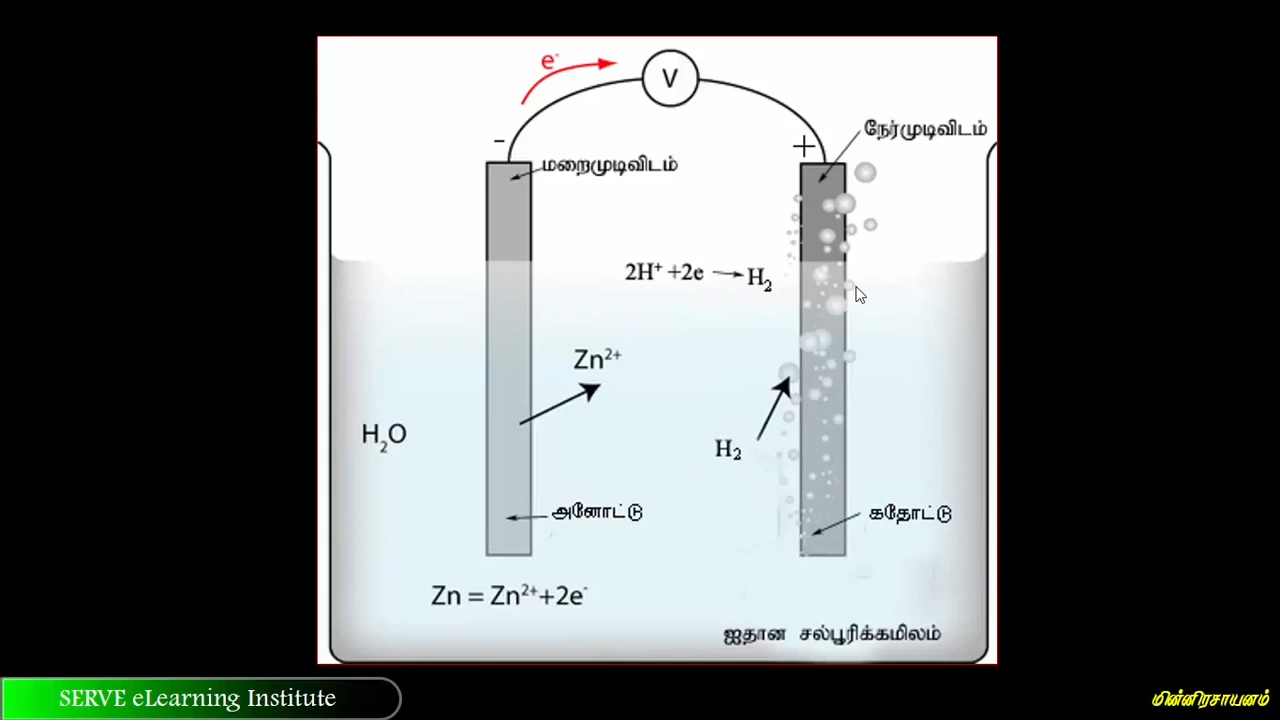 e⁻
V
நேர்முடிவிடம்
- +
மறைமுடிவிடம்
2H⁺ +2e → H₂
Zn²⁺
H₂O
H₂
அனோட்டு
கதோட்டு
Zn = Zn²⁺+2e⁻
ஐதான சல்பூரிக்கமிலம்
SERVE eLearning Institute
மின்னிரசாயனம்